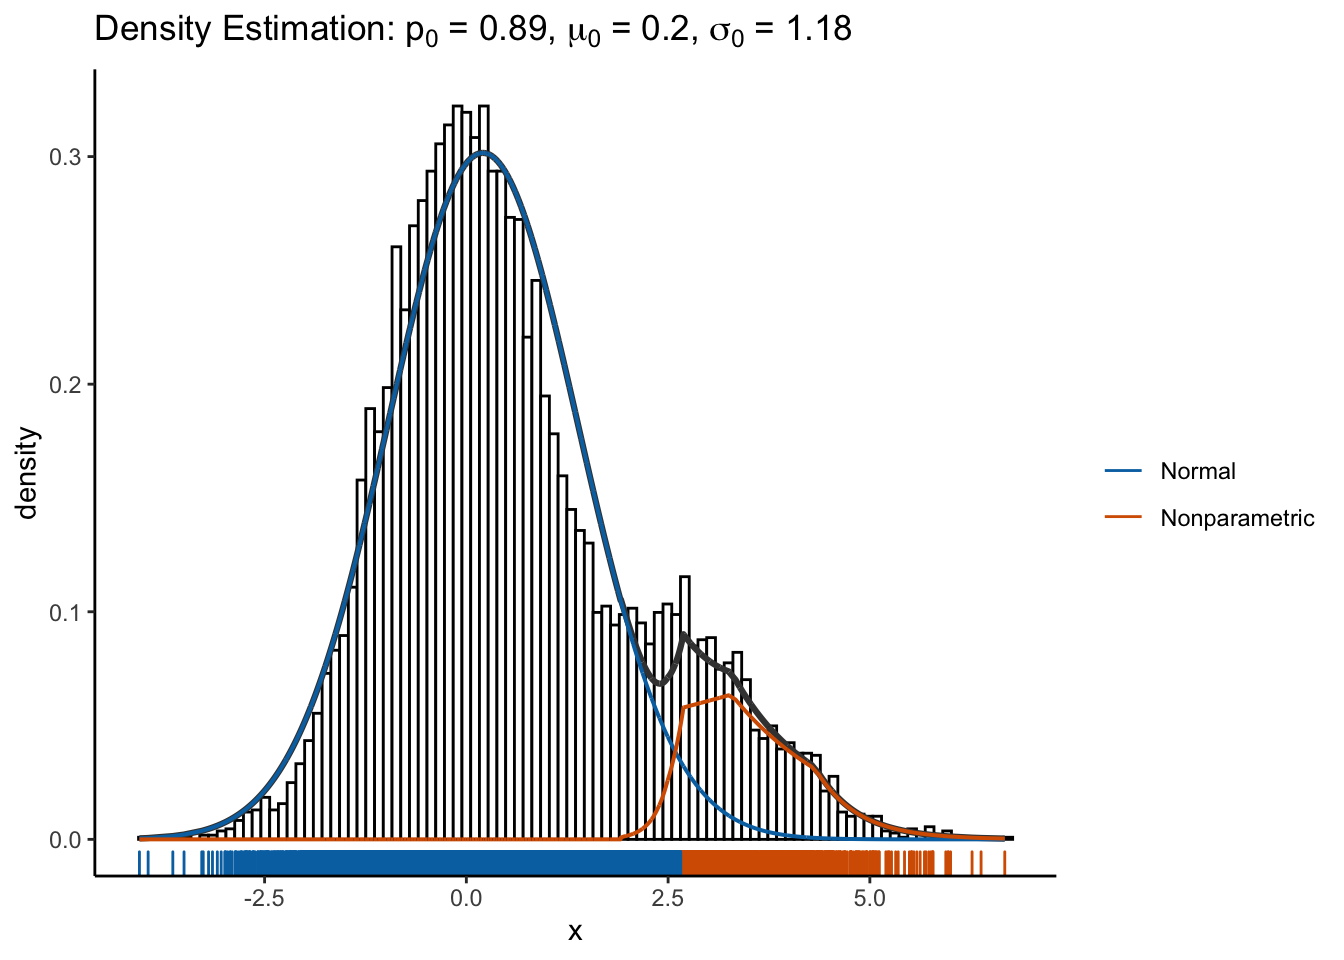 Density Estimation: p₀ = 0.89, μ₀ = 0.2, σ₀ = 1.18
density
0.3
0.2
0.1
0.0
-2.5 0.0 2.5 5.0
x
Normal
Nonparametric